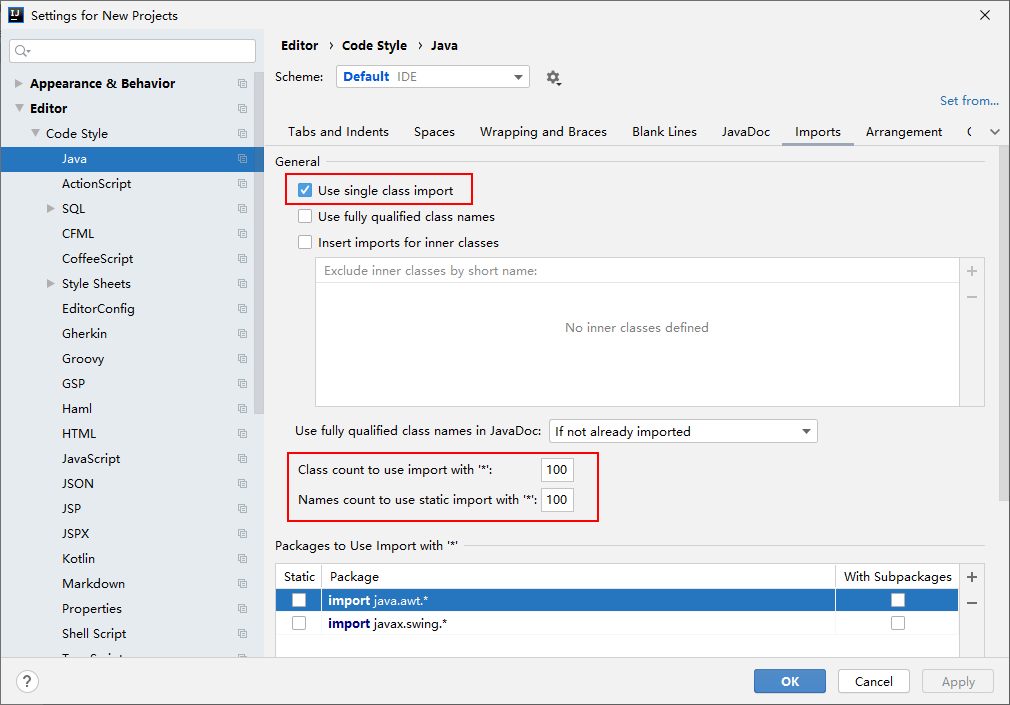 IJ
Settings for New Projects
Appearance & Behavior
Editor
Code Style
Java
ActionScript
SQL
CFML
CoffeeScript
Style Sheets
EditorConfig
Gherkin
Groovy
GSP
Haml
HTML
JavaScript
JSON
JSP
JSPX
Kotlin
Markdown
Properties
Shell Script
Editor › Code Style › Java
Scheme: Default IDE
Set from...
Tabs and Indents Spaces Wrapping and Braces Blank Lines JavaDoc Imports Arrangement
General
Use single class import
Use fully qualified class names
Insert imports for inner classes
Exclude inner classes by short name:
No inner classes defined
Use fully qualified class names in JavaDoc: If not already imported
Class count to use import with '*': 100
Names count to use static import with '*': 100
Packages to Use Import with '*'
Static Package With Subpackages
import java.awt.*
import javax.swing.*
?
OK Cancel Apply